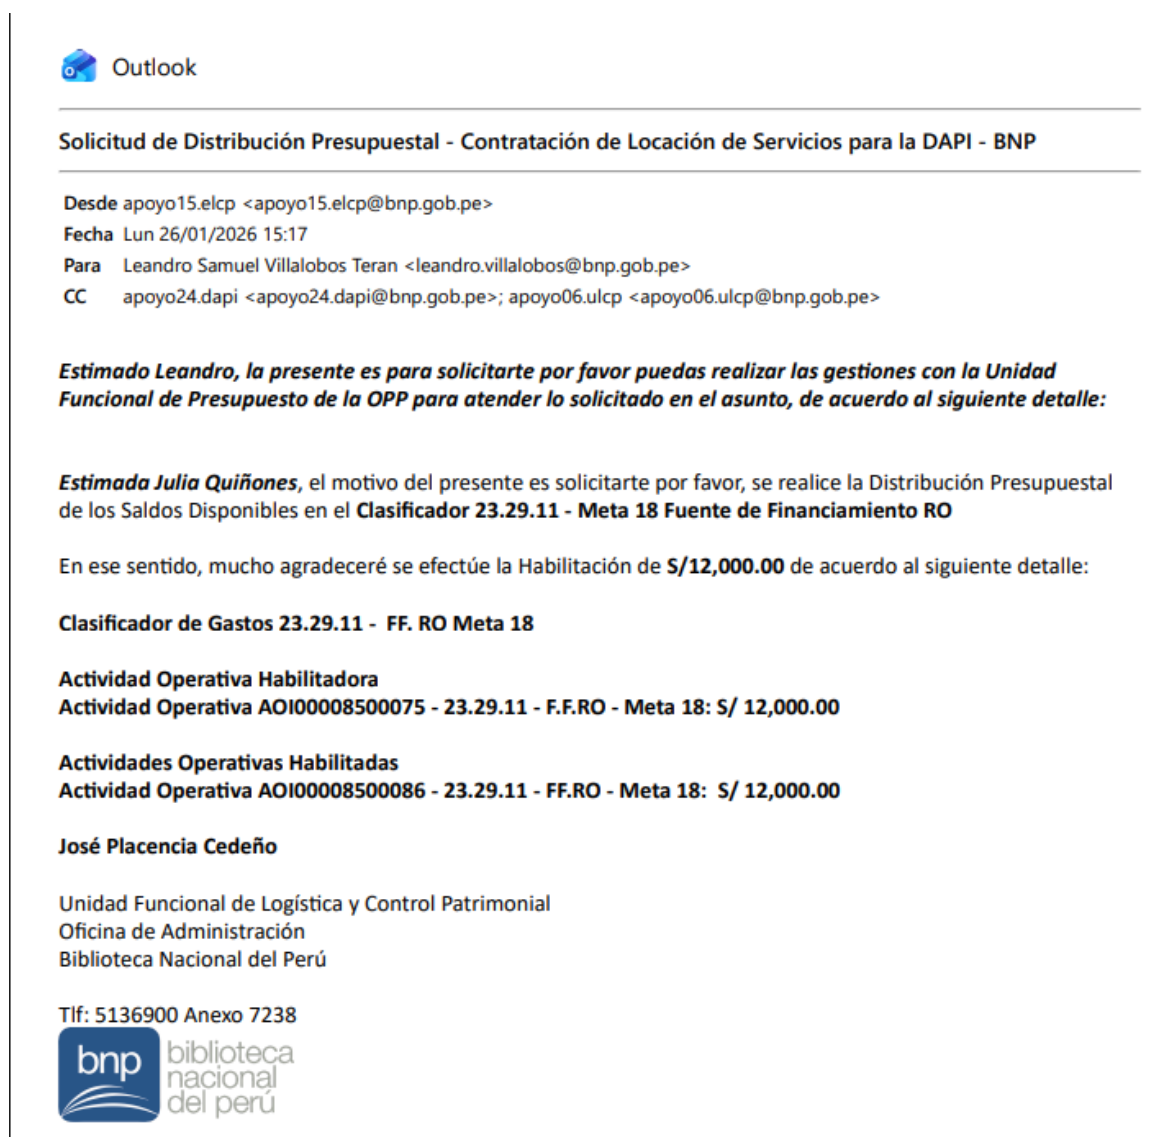 Outlook
Solicitud de Distribución Presupuestal - Contratación de Locación de Servicios para la DAPI - BNP
Desde apoyo15.elcp <apoyo15.elcp@bnp.gob.pe>
Fecha Lun 26/01/2026 15:17
Para Leandro Samuel Villalobos Teran <leandro.villalobos@bnp.gob.pe>
CC apoyo24.dapi <apoyo24.dapi@bnp.gob.pe>; apoyo06.ulcp <apoyo06.ulcp@bnp.gob.pe>
Estimado Leandro, la presente es para solicitarte por favor puedas realizar las gestiones con la Unidad
Funcional de Presupuesto de la OPP para atender lo solicitado en el asunto, de acuerdo al siguiente detalle:
Estimada Julia Quiñones, el motivo del presente es solicitarte por favor, se realice la Distribución Presupuestal
de los Saldos Disponibles en el Clasificador 23.29.11 - Meta 18 Fuente de Financiamiento RO
En ese sentido, mucho agradeceré se efectúe la Habilitación de S/12,000.00 de acuerdo al siguiente detalle:
Clasificador de Gastos 23.29.11 - FF. RO Meta 18
Actividad Operativa Habilitadora
Actividad Operativa AOI00008500075 - 23.29.11 - F.F.RO - Meta 18: S/ 12,000.00
Actividades Operativas Habilitadas
Actividad Operativa AOI00008500086 - 23.29.11 - FF.RO - Meta 18: S/ 12,000.00
José Placencia Cedeño
Unidad Funcional de Logística y Control Patrimonial
Oficina de Administración
Biblioteca Nacional del Perú
Tlf: 5136900 Anexo 7238
bnp biblioteca
nacional
del perú